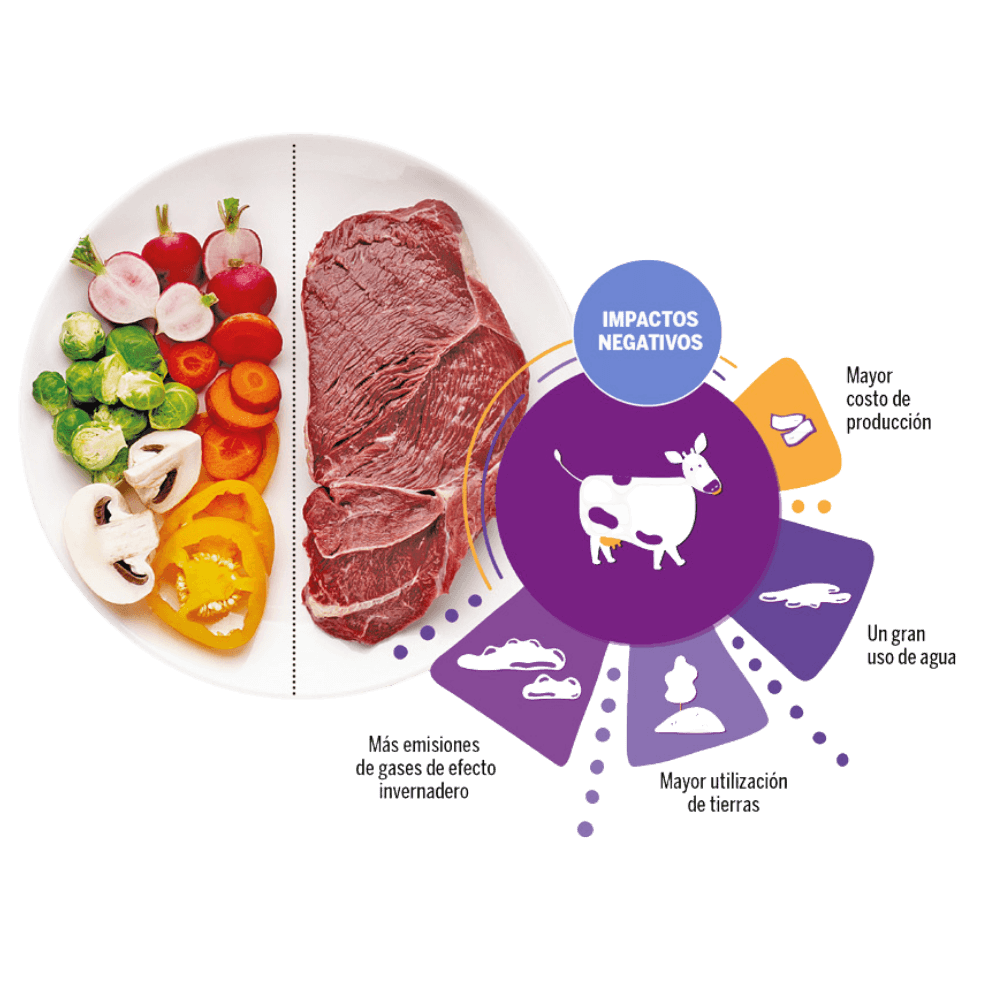 IMPACTOS
NEGATIVOS
Mayor
costo de
producción
Un gran
uso de agua
Mayor utilización
de tierras
Más emisiones
de gases de efecto
invernadero